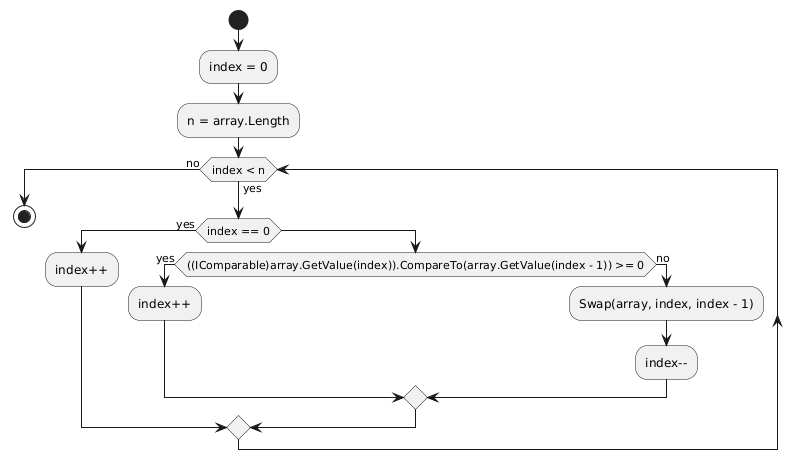 index = 0
n = array.Length
no
index < n
yes
yes
index == 0
index++
yes
((IComparable)array.GetValue(index)).CompareTo(array.GetValue(index - 1)) >= 0
no
index++
Swap(array, index, index - 1)
index--